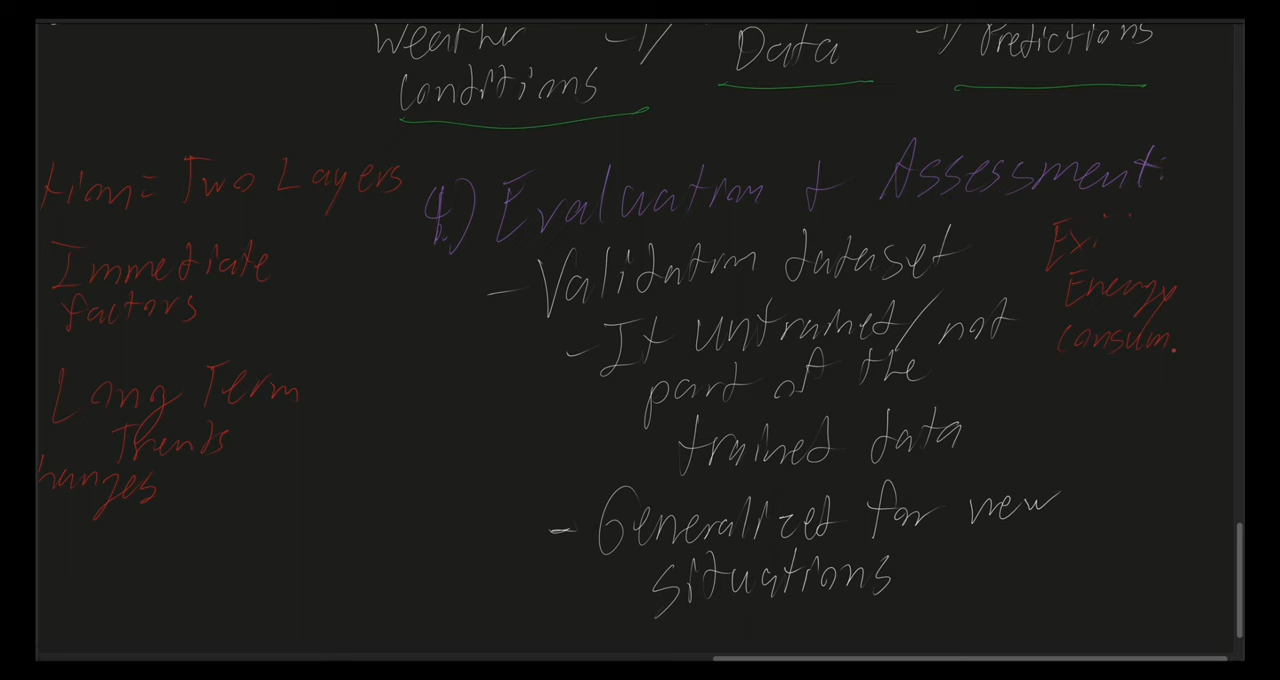 Weather
Conditions
Data
Predictions
tion= Two Layers
Immediate
factors
Long Term
Trends
hanges
Evaluation & Assessment:
- Validation dataset
- It untrained/not
part of the
trained data
- Generalized for new
situations
Ex:
Energy
consum.